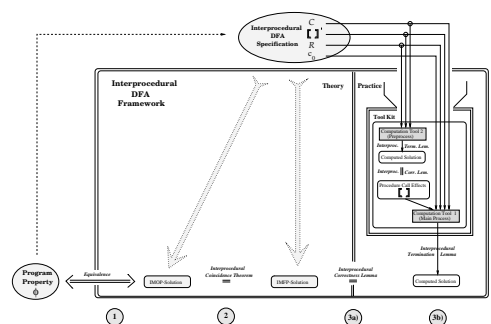 Interprocedural
DFA
Specification
C
[ ]'
R
c0
Interprocedural
DFA
Framework
Theory
Practice
Tool Kit
Computation Tool 2
(Preprocess)
Interproc. Term. Lem.
Computed Solution
Interproc. Corr. Lem.
Procedure Call Effects
[ ]
Computation Tool 1
(Main Process)
Interprocedural
Termination Lemma
Program
Property
ϕ
Equivalence
IMOP-Solution
Interprocedural
Coincidence Theorem
=
IMFP-Solution
Interprocedural
Correctness Lemma
=
Computed Solution
1
2
3a)
3b)